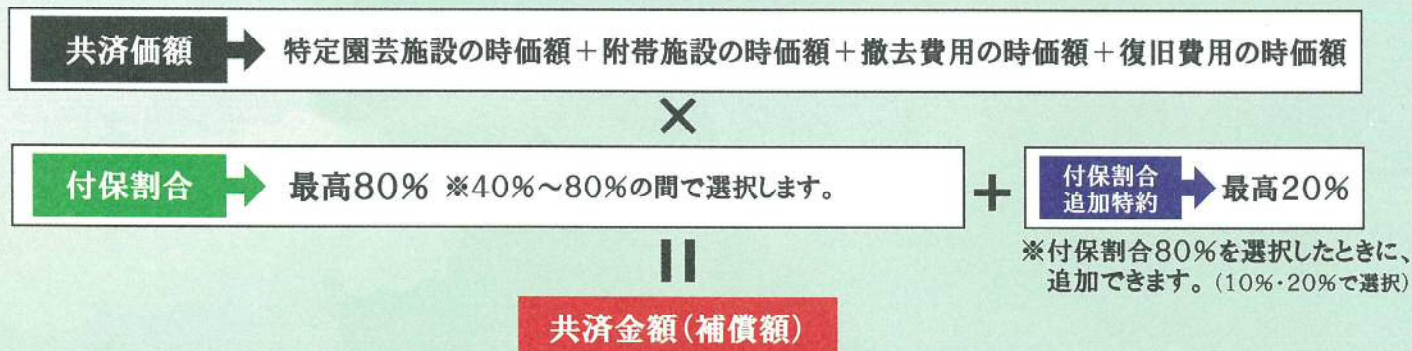 共済価額 特定園芸施設の時価額＋附帯施設の時価額＋撤去費用の時価額＋復旧費用の時価額
×
付保割合 最高80% ※40%～80%の間で選択します。 ＋ 付保割合追加特約 最高20%
※付保割合80%を選択したときに、
追加できます。(10%・20%で選択)
＝
共済金額(補償額)